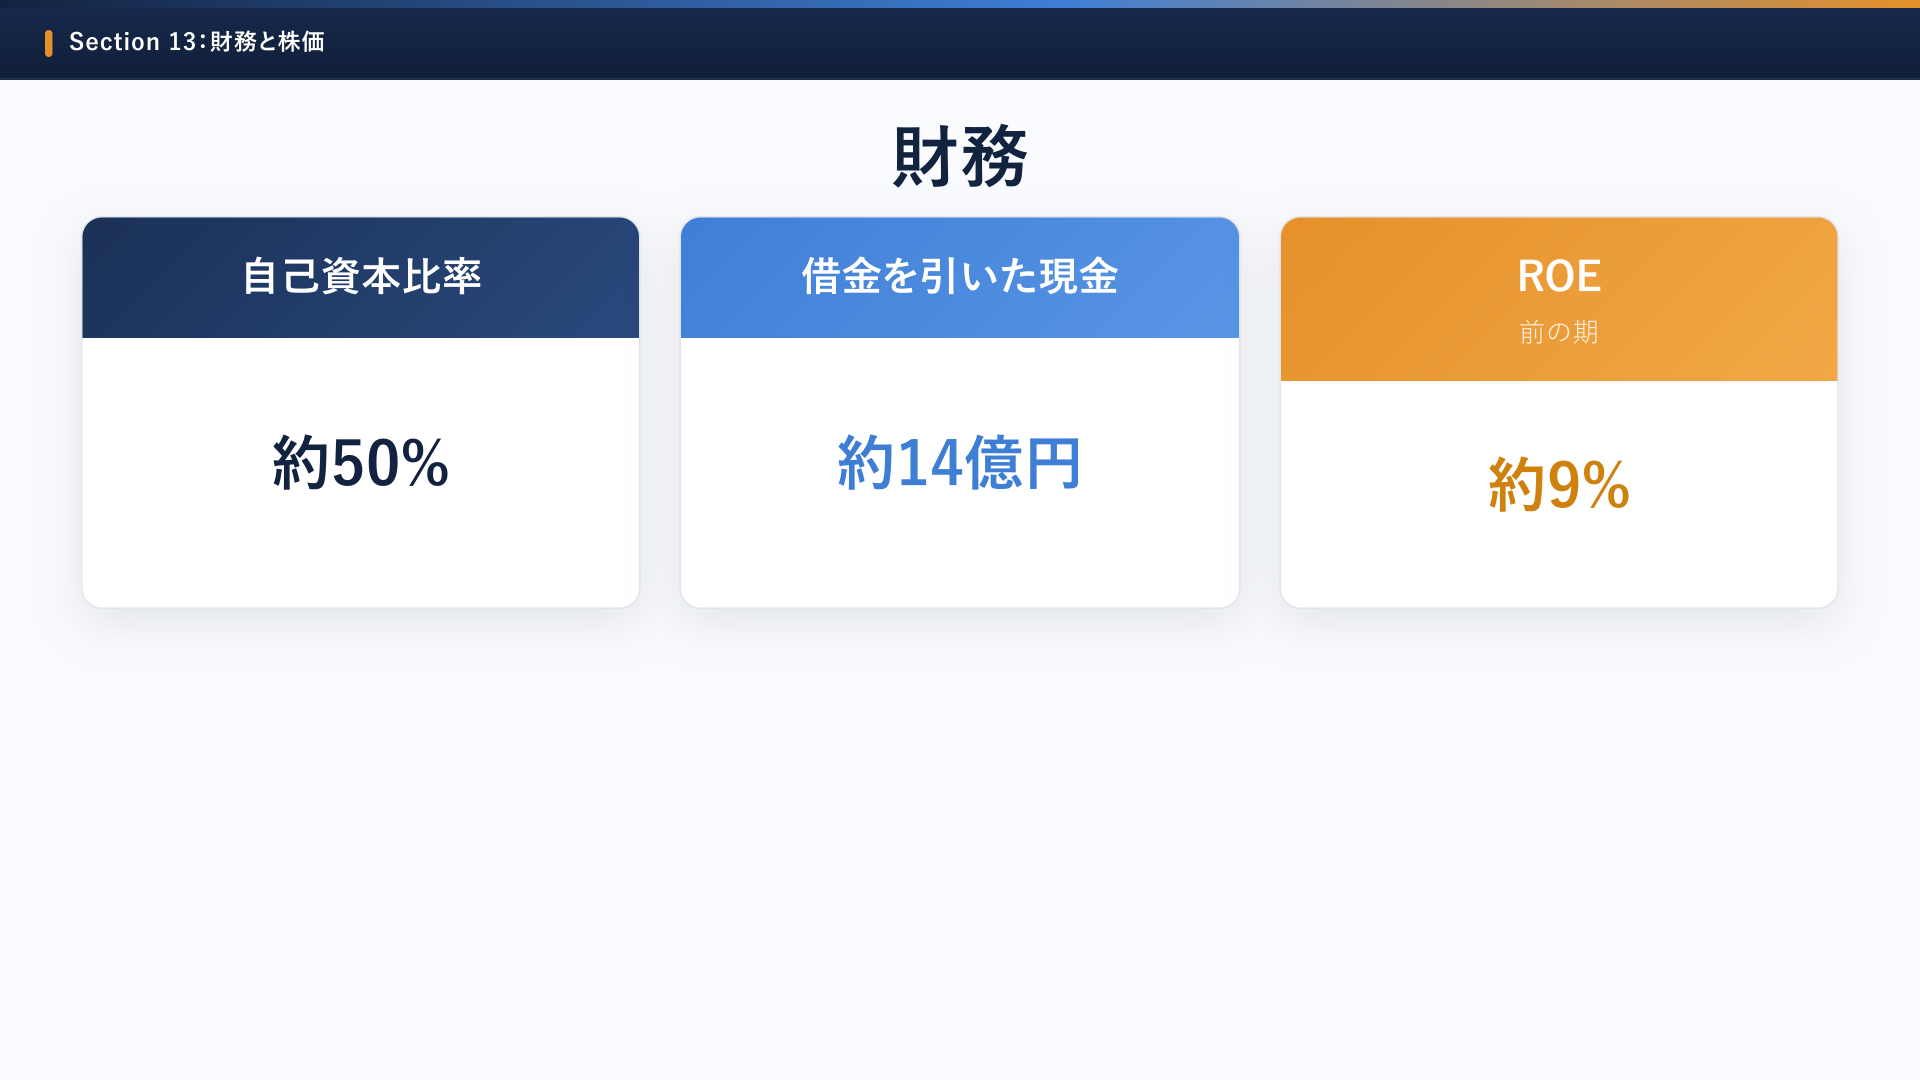 Section 13：財務と株価
財務
自己資本比率
約50%
借金を引いた現金
約14億円
ROE
前の期
約9%